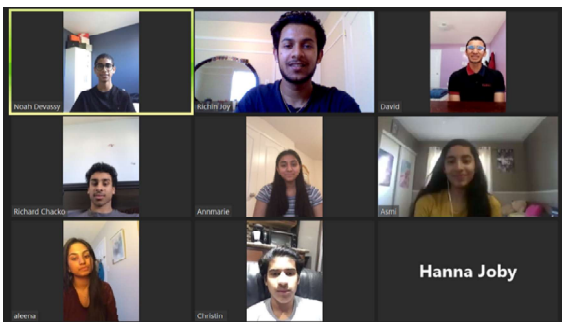 Noah Devassy
Richin Joy
David
Richard Chacko
Annmarie
Asmi
aleena
Christin
Hanna Joby